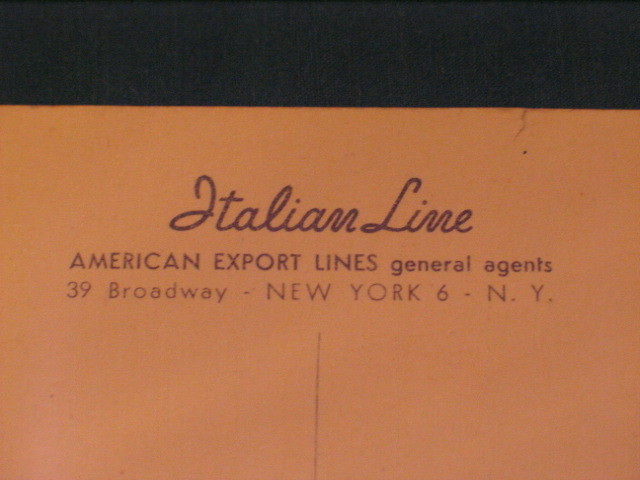 Italian Line
AMERICAN EXPORT LINES general agents
39 Broadway - NEW YORK 6 - N. Y.